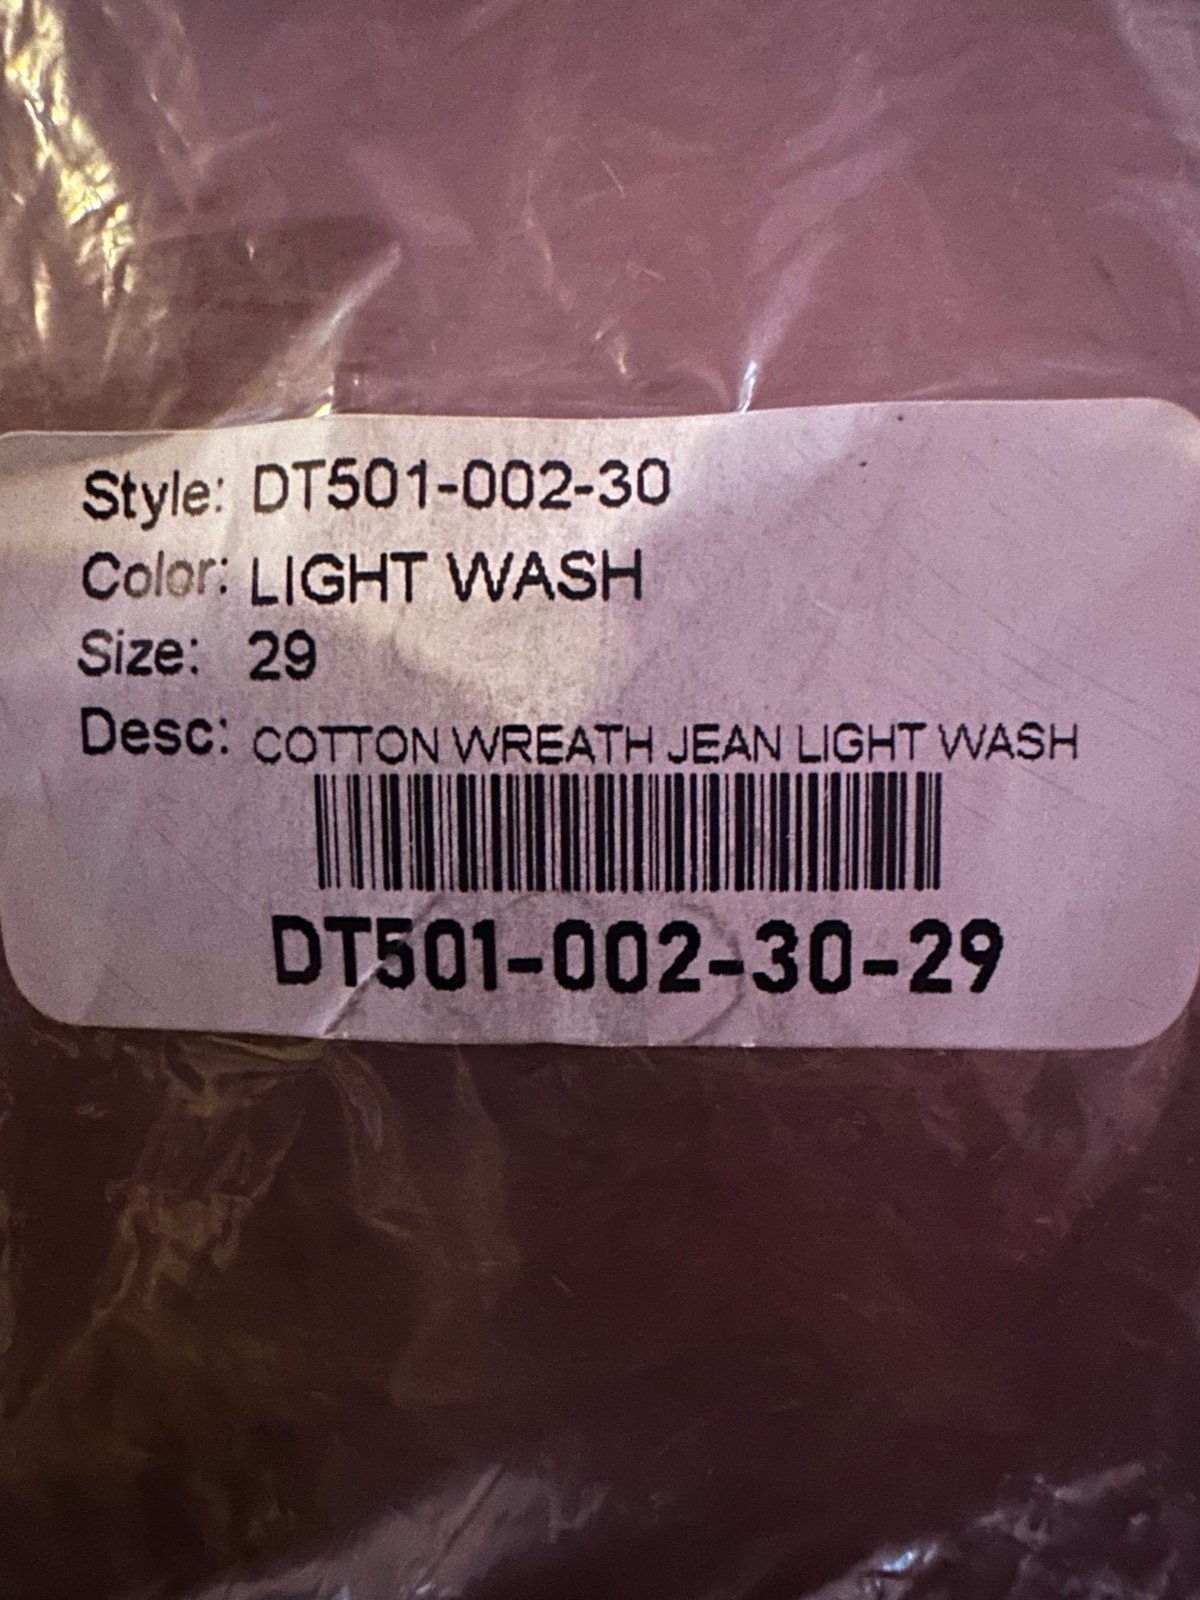 Style: DT501-002-30
Color: LIGHT WASH
Size: 29
Desc: COTTON WREATH JEAN LIGHT WASH
DT501-002-30-29